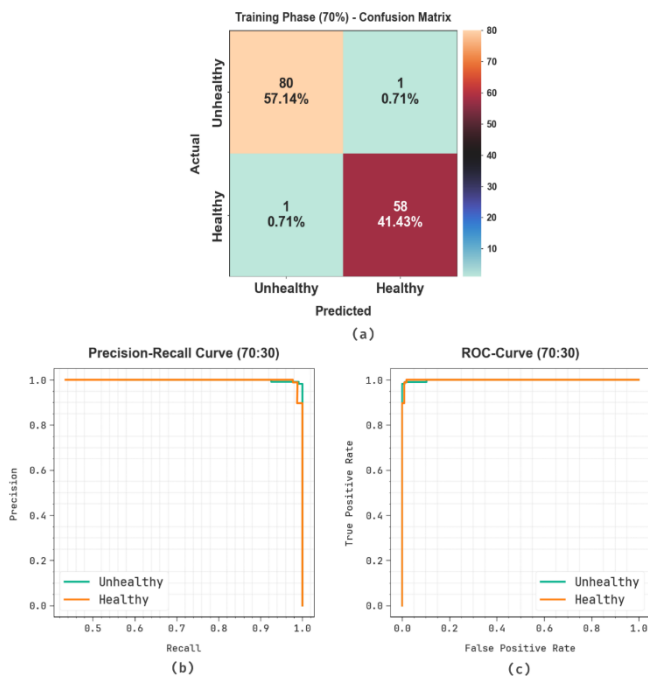 Training Phase (70%) - Confusion Matrix
80
57.14%
1
0.71%
1
0.71%
58
41.43%
Unhealthy
Healthy
Actual
Unhealthy Healthy
Predicted
80
70
60
50
40
30
20
10
(a)
Precision-Recall Curve (70:30)
1.0
0.8
0.6
0.4
0.2
0.0
Precision
Unhealthy
Healthy
0.5 0.6 0.7 0.8 0.9 1.0
Recall
(b)
ROC-Curve (70:30)
1.0
0.8
0.6
0.4
0.2
0.0
True Positive Rate
Unhealthy
Healthy
0.0 0.2 0.4 0.6 0.8 1.0
False Positive Rate
(c)